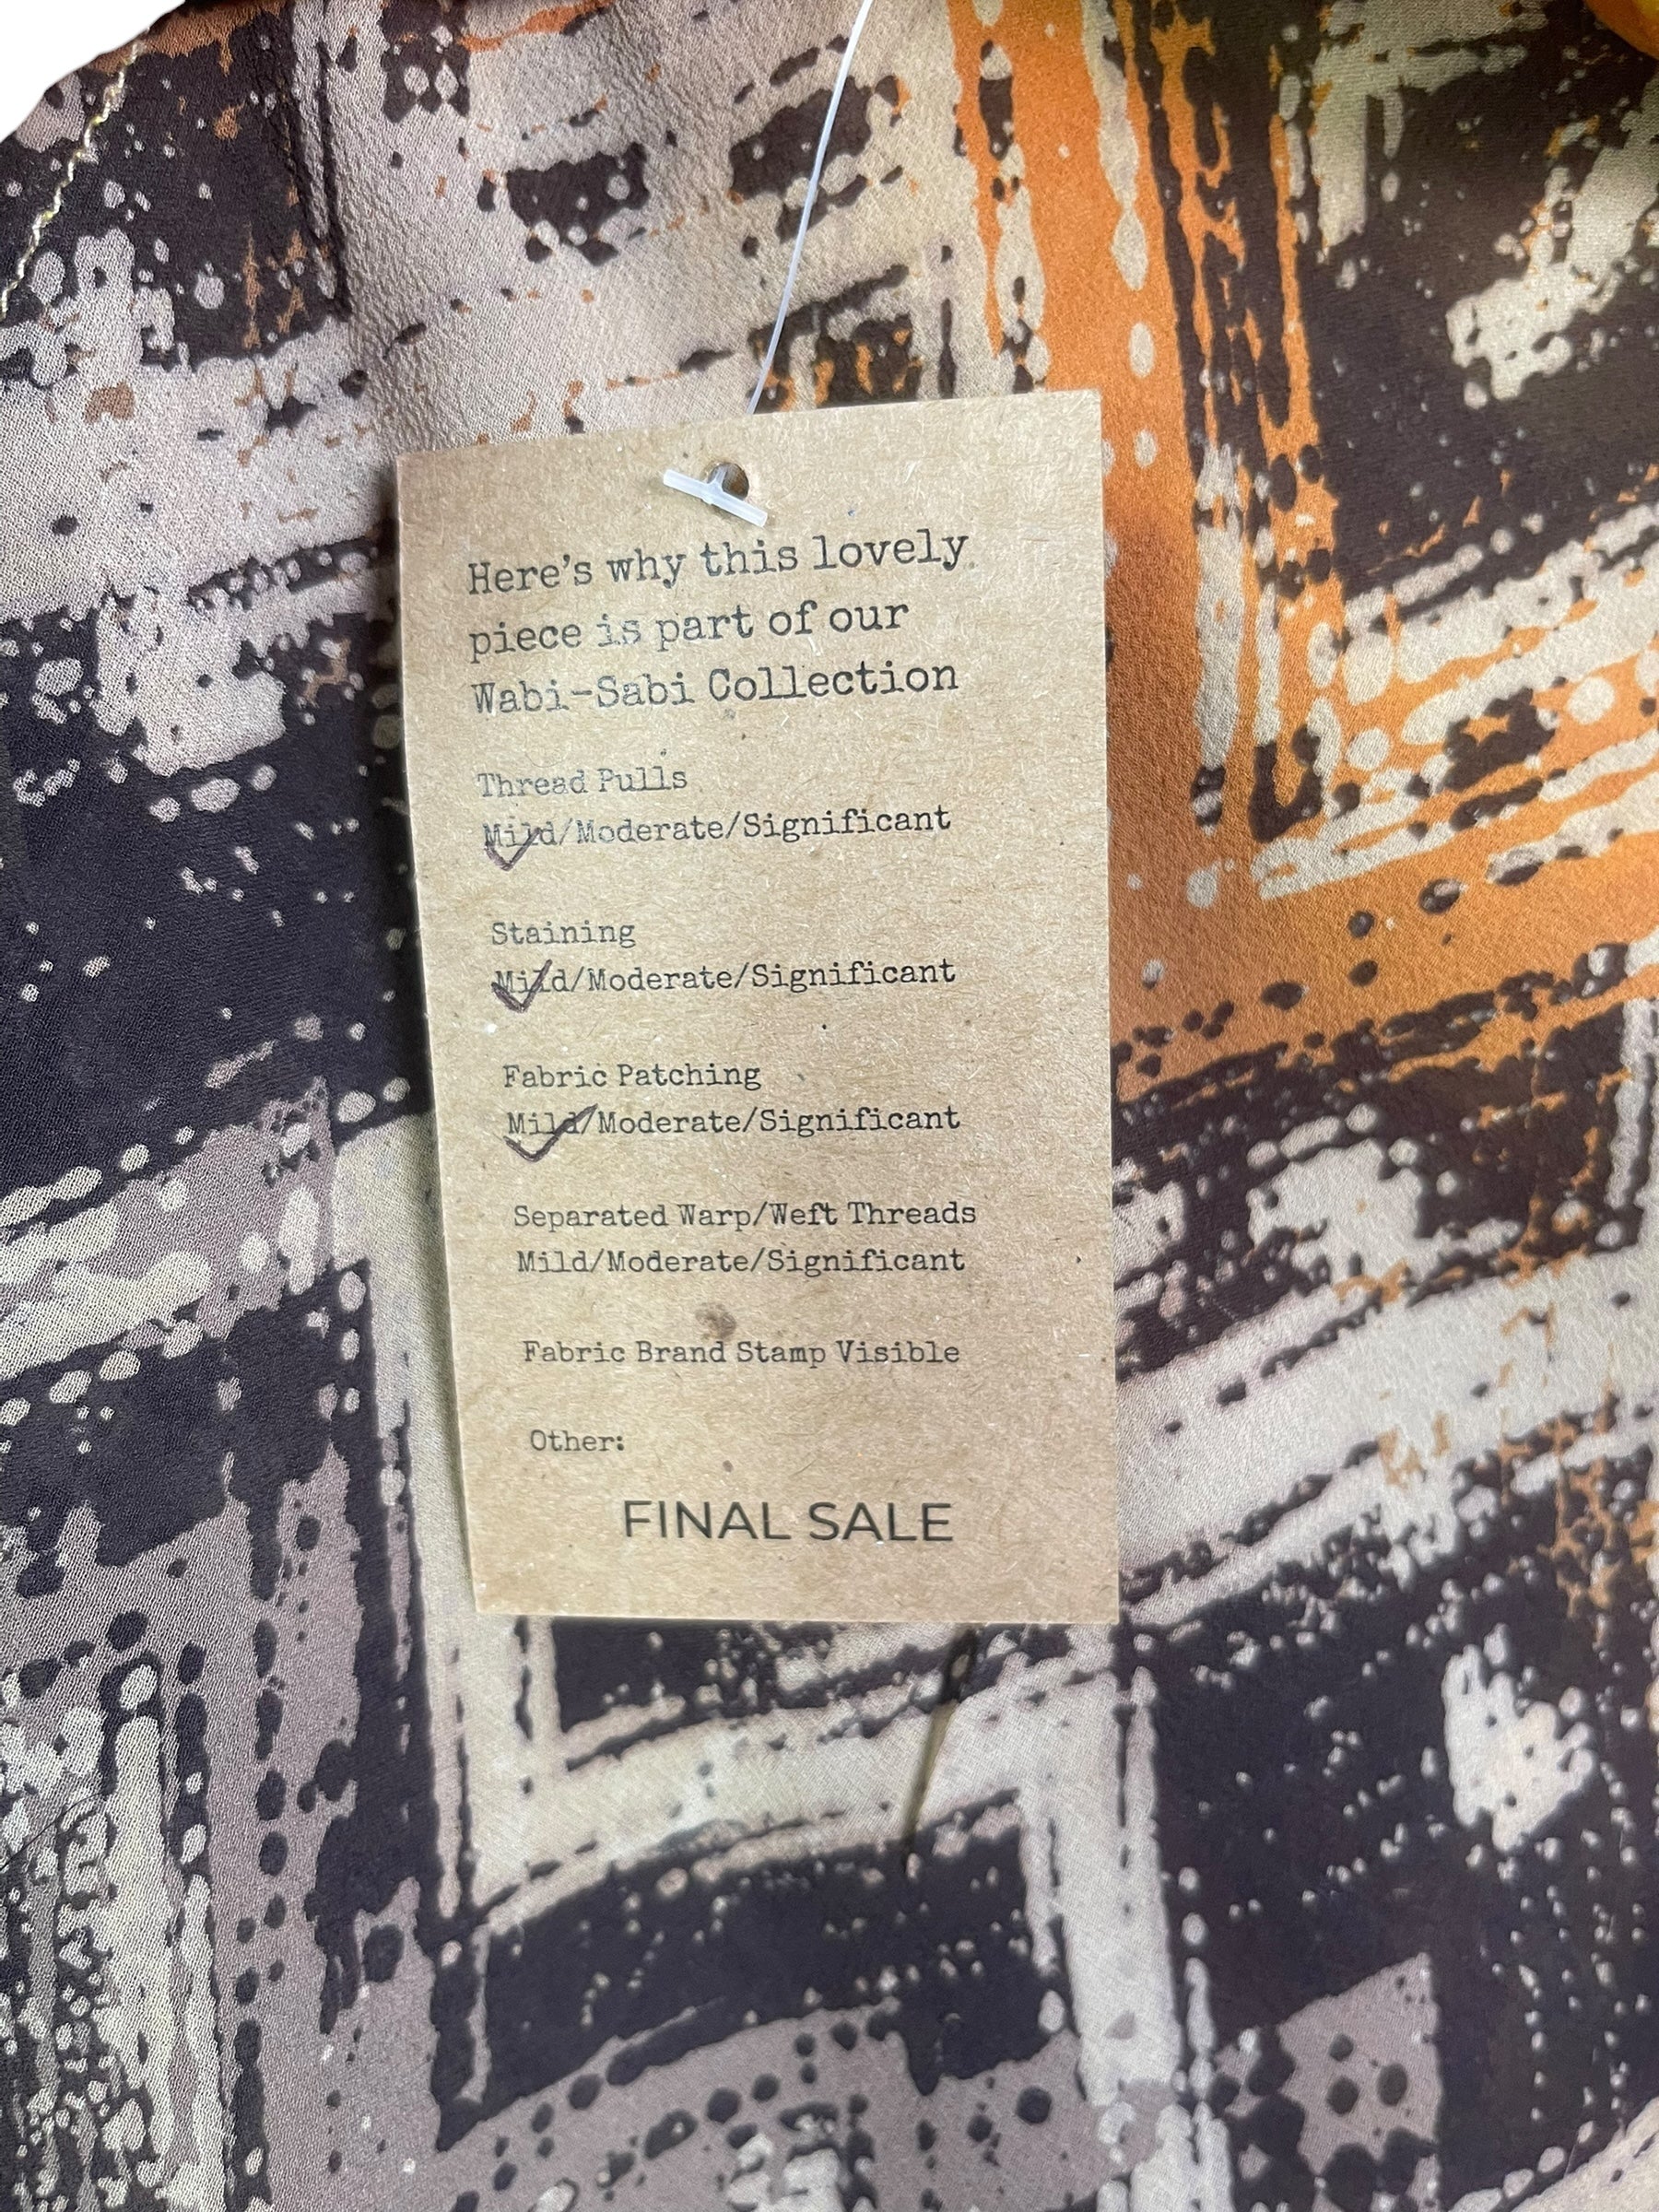 Here's why this lovely
piece is part of our
Wabi-Sabi Collection
Thread Pulls
Mild/Moderate/Significant
Staining
Mild/Moderate/Significant
Fabric Patching
Mild/Moderate/Significant
Separated Warp/Weft Threads
Mild/Moderate/Significant
Fabric Brand Stamp Visible
Other:
FINAL SALE